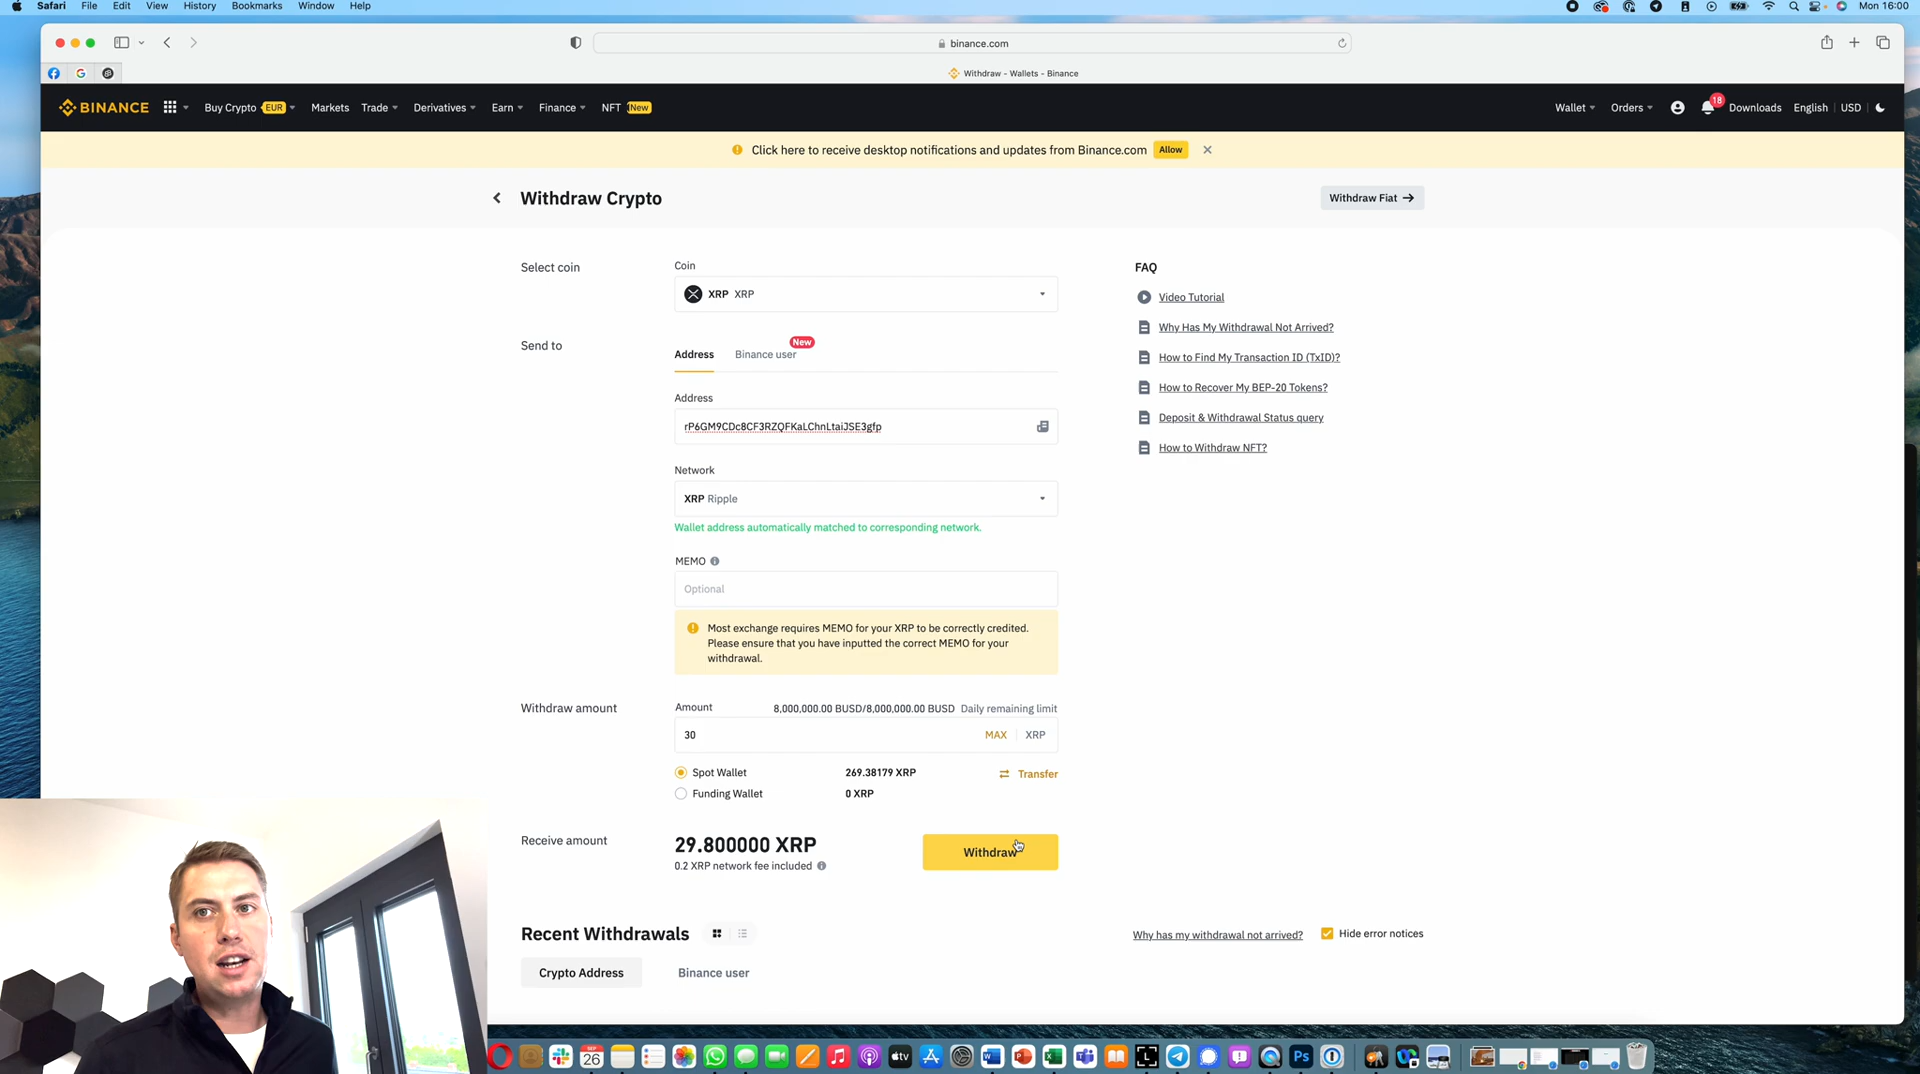 Safari File Edit View History Bookmarks Window Help Mon 16:00
binance.com
Withdraw - Wallets - Binance
BINANCE Buy Crypto EUR Markets Trade Derivatives Earn Finance NFT New Wallet Orders 18 Downloads English USD
Click here to receive desktop notifications and updates from Binance.com Allow
Withdraw Crypto Withdraw Fiat
Select coin
Coin
XRP XRP
Send to
Address Binance user New
Address
rP6GM9CDc8CF3RZQFKaLChnLtaiJSE3gfp
Network
XRP Ripple
Wallet address automatically matched to corresponding network.
MEMO
Optional
Most exchange requires MEMO for your XRP to be correctly credited.
Please ensure that you have inputted the correct MEMO for your
withdrawal.
Withdraw amount
Amount 8,000,000.00 BUSD/8,000,000.00 BUSD Daily remaining limit
30 MAX XRP
Spot Wallet 269.38179 XRP Transfer
Funding Wallet 0 XRP
Receive amount
29.800000 XRP
0.2 XRP network fee included
Withdraw
FAQ
Video Tutorial
Why Has My Withdrawal Not Arrived?
How to Find My Transaction ID (TxID)?
How to Recover My BEP-20 Tokens?
Deposit & Withdrawal Status query
How to Withdraw NFT?
Recent Withdrawals Why has my withdrawal not arrived? Hide error notices
Crypto Address Binance user
SEP
26
tv
Ps